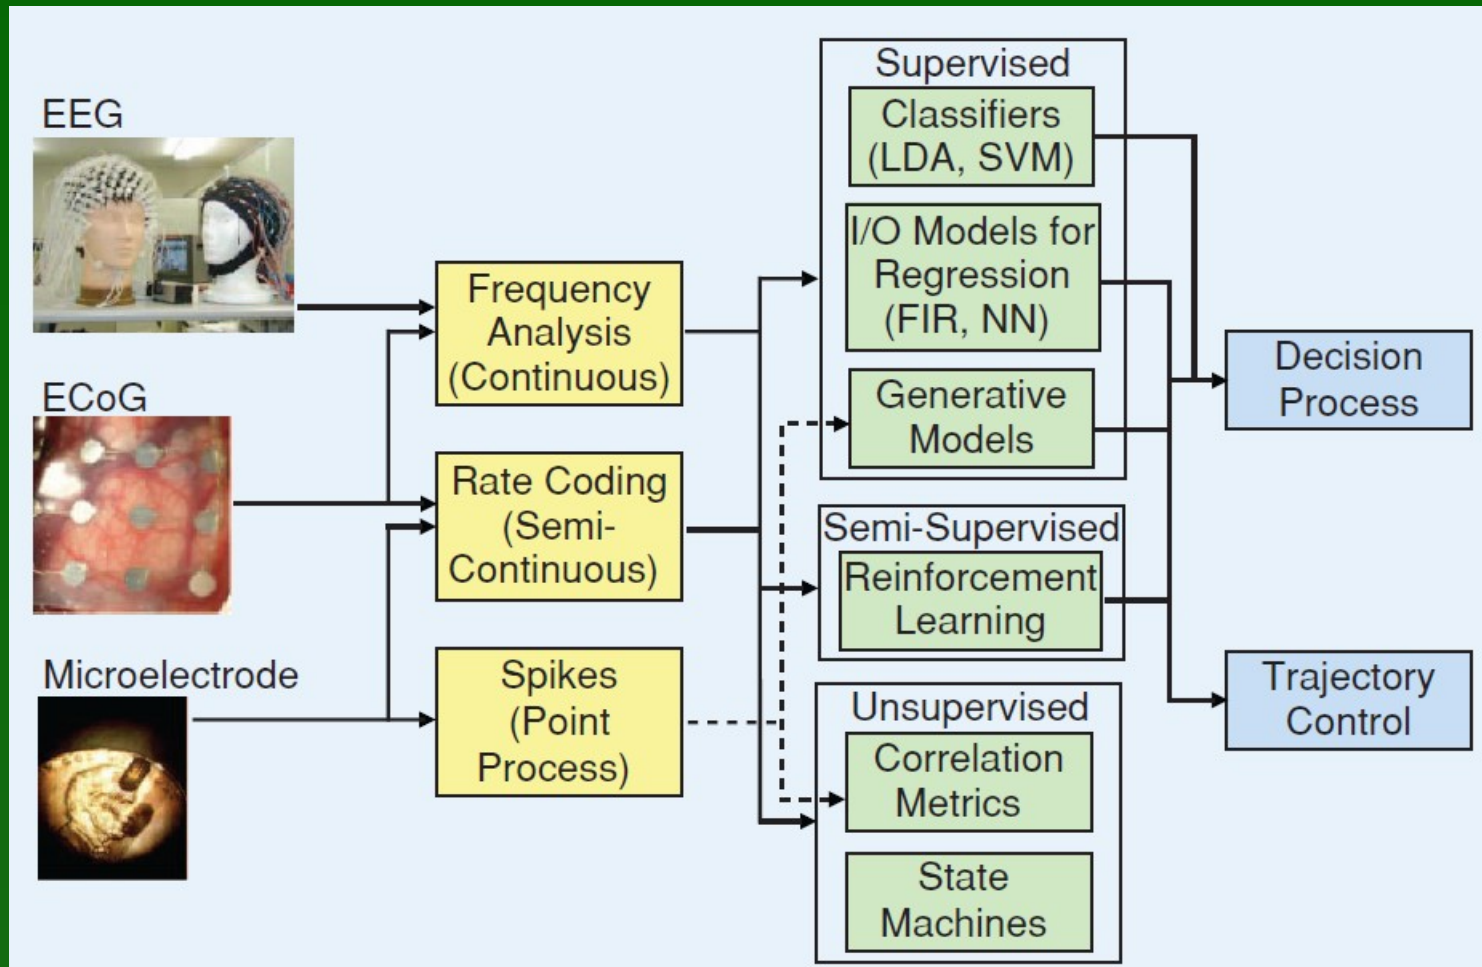 EEG
ECoG
Microelectrode
Frequency
Analysis
(Continuous)
Rate Coding
(Semi-
Continuous)
Spikes
(Point
Process)
Supervised
Classifiers
(LDA, SVM)
I/O Models for
Regression
(FIR, NN)
Generative
Models
Semi-Supervised
Reinforcement
Learning
Unsupervised
Correlation
Metrics
State
Machines
Decision
Process
Trajectory
Control